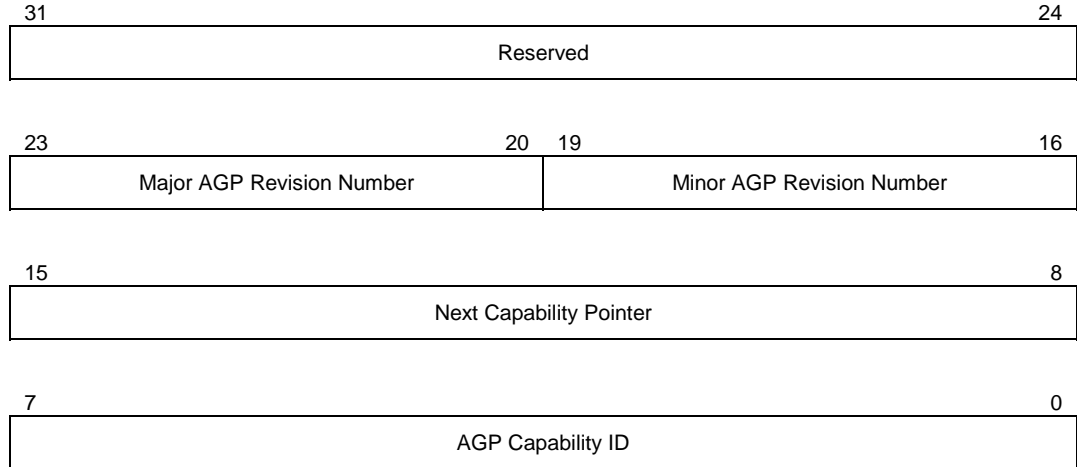 31 24
Reserved
23 20 19 16
Major AGP Revision Number Minor AGP Revision Number
15 8
Next Capability Pointer
7 0
AGP Capability ID